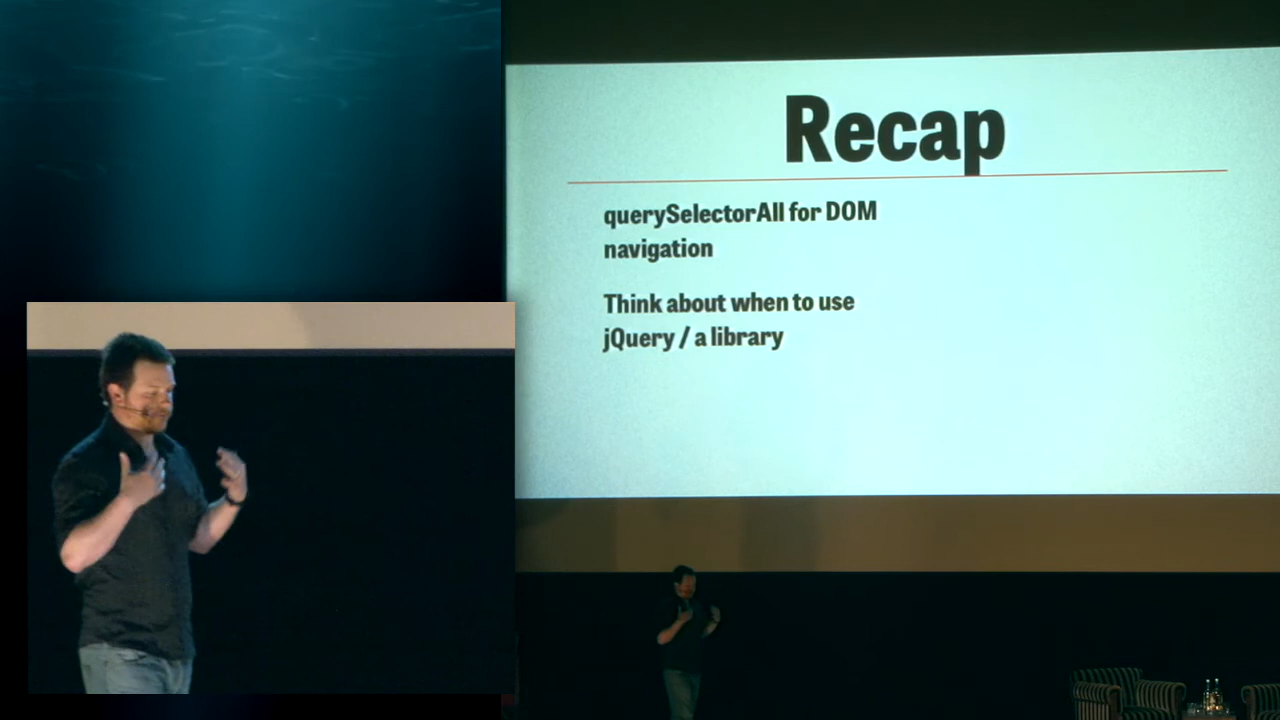 Recap
querySelectorAll for DOM
navigation
Think about when to use
jQuery / a library